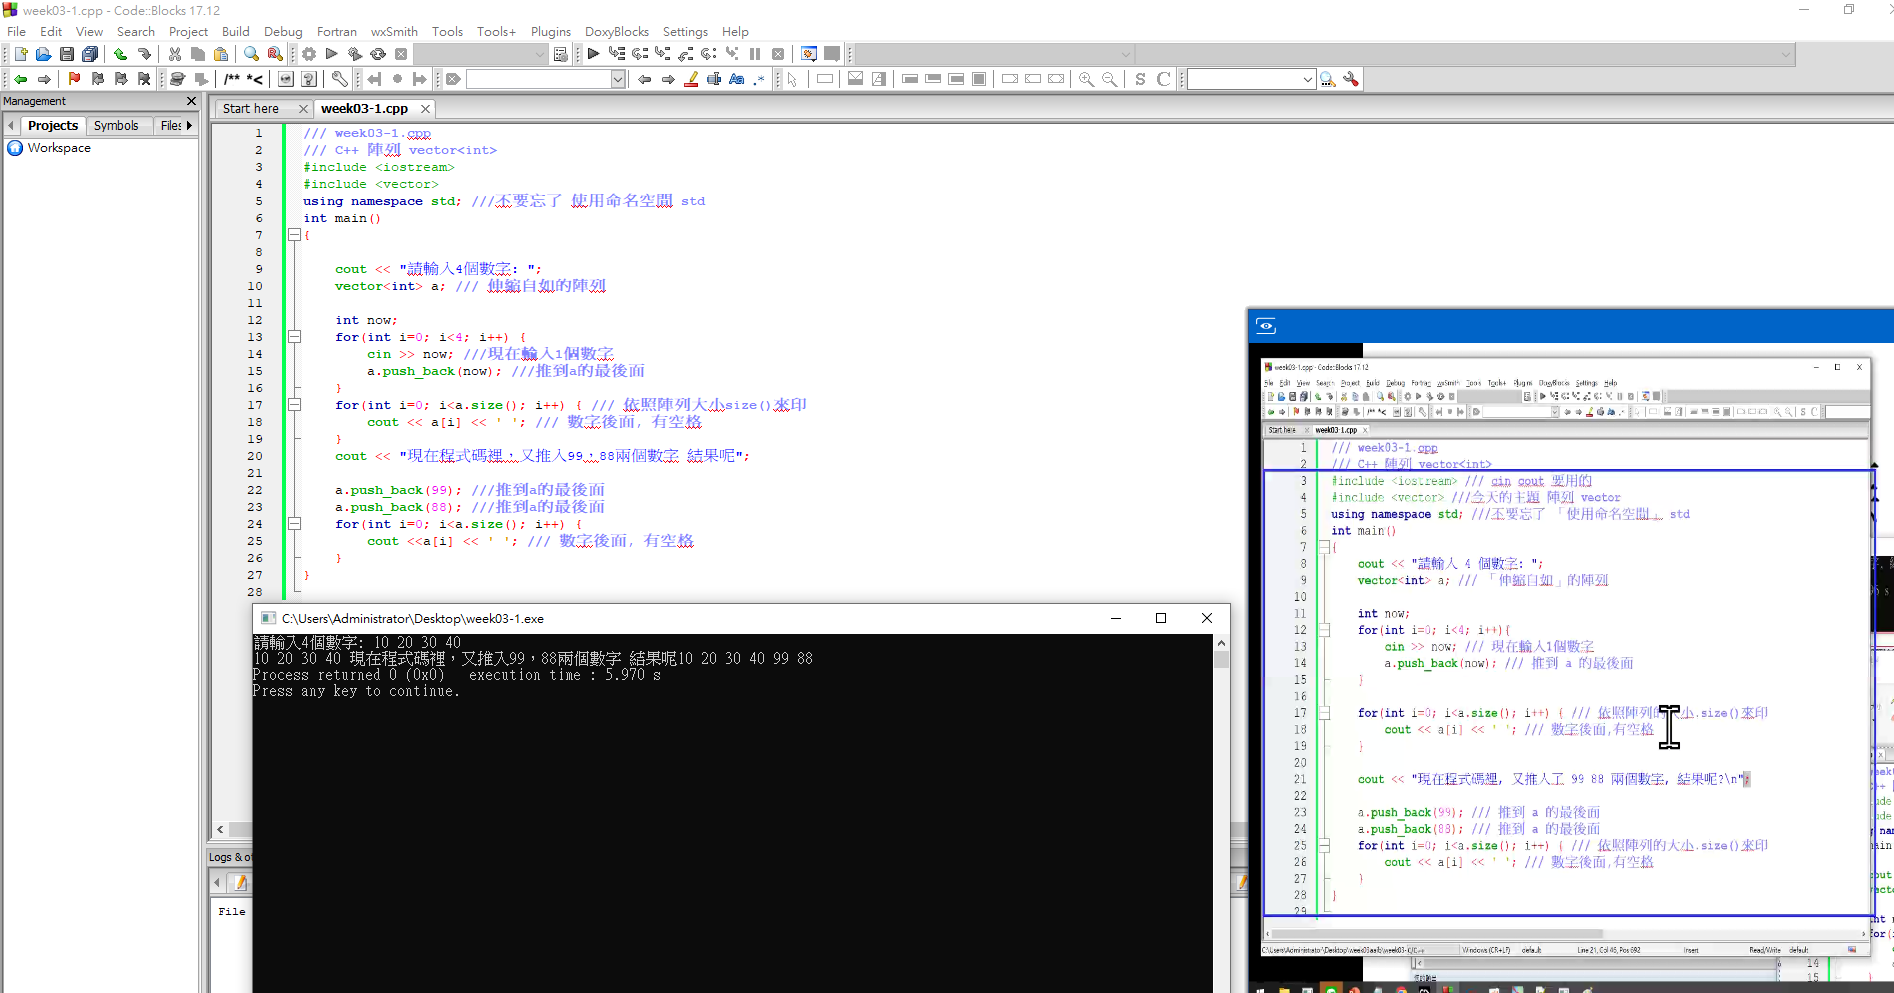 week03-1.cpp - Code::Blocks 17.12
File Edit View Search Project Build Debug Fortran wxSmith Tools Tools+ Plugins DoxyBlocks Settings Help
Management
Start here week03-1.cpp
Projects Symbols Files
Workspace
1 /// week03-1.cpp
2 /// C++ 陣列 vector<int>
3 #include <iostream>
4 #include <vector>
5 using namespace std; ///不要忘了 使用命名空間 std
6 int main()
7 {
8
9 cout << "請輸入4個數字: ";
10 vector<int> a; /// 伸縮自如的陣列
11
12 int now;
13 for(int i=0; i<4; i++) {
14 cin >> now; ///現在輸入1個數字
15 a.push_back(now); ///推到a的最後面
16 }
17 for(int i=0; i<a.size(); i++) { /// 依照陣列大小size()來印
18 cout << a[i] << ' '; /// 數字後面, 有空格
19 }
20 cout << "現在程式碼裡,又推入99,88兩個數字 結果呢";
21
22 a.push_back(99); ///推到a的最後面
23 a.push_back(88); ///推到a的最後面
24 for(int i=0; i<a.size(); i++) {
25 cout <<a[i] << ' '; /// 數字後面, 有空格
26 }
27 }
28
C:\Users\Administrator\Desktop\week03-1.exe
請輸入4個數字: 10 20 30 40
10 20 30 40 現在程式碼裡,又推入99,88兩個數字 結果呢10 20 30 40 99 88
Process returned 0 (0x0) execution time : 5.970 s
Press any key to continue.
Logs & o
File
week03-1.cpp - Code::Blocks 17.12
File Edit View Search Project Build Debug Fortran wxSmith Tools Tools+ Plugins DoxyBlocks Settings Help
Start here week03-1.cpp
1 /// week03-1.cpp
2 /// C++ 陣列 vector<int>
3 #include <iostream> /// cin cout 要用的
4 #include <vector> ///今天的主題 陣列 vector
5 using namespace std; ///不要忘了 「使用命名空間」 std
6 int main()
7 {
8 cout << "請輸入 4 個數字: ";
9 vector<int> a; /// 「伸縮自如」的陣列
10
11 int now;
12 for(int i=0; i<4; i++){
13 cin >> now; /// 現在輸入1個數字
14 a.push_back(now); /// 推到 a 的最後面
15 }
16
17 for(int i=0; i<a.size(); i++) { /// 依照陣列的大小.size()來印
18 cout << a[i] << ' '; /// 數字後面,有空格
19 }
20
21 cout << "現在程式碼裡, 又推入了 99 88 兩個數字, 結果呢?\n";
22
23 a.push_back(99); /// 推到 a 的最後面
24 a.push_back(88); /// 推到 a 的最後面
25 for(int i=0; i<a.size(); i++) { /// 依照陣列的大小.size()來印
26 cout << a[i] << ' '; /// 數字後面,有空格
27 }
28 }
29
Windows (CR+LF) default Line 21, Col 46, Pos 692 Insert Read/Write default
14
15